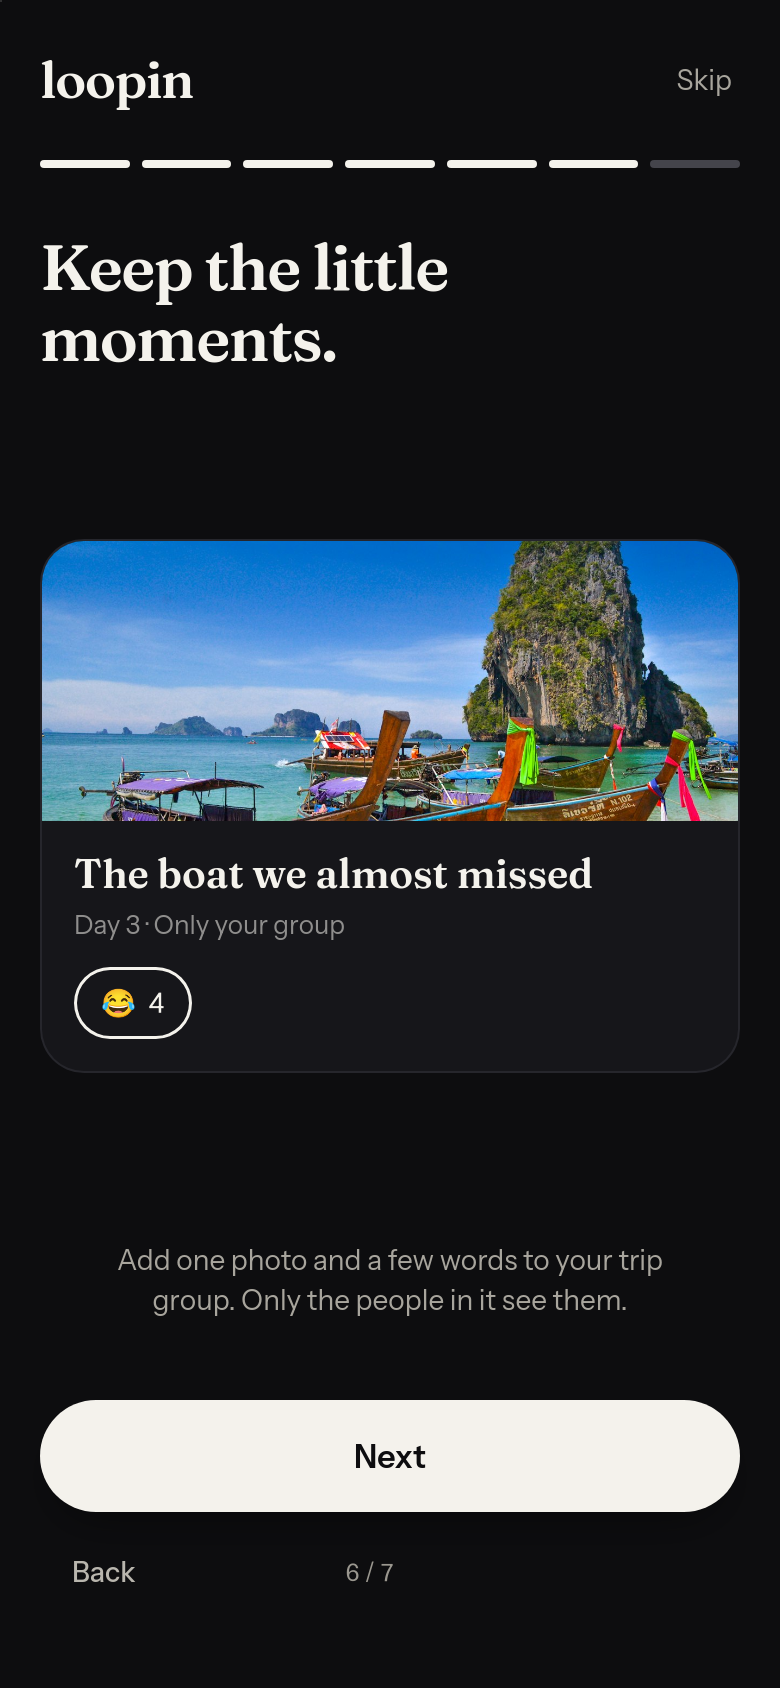 loopin
Skip
Keep the little
moments.
N.102
The boat we almost missed
Day 3 · Only your group
😂 4
Add one photo and a few words to your trip
group. Only the people in it see them.
Next
Back
6 / 7